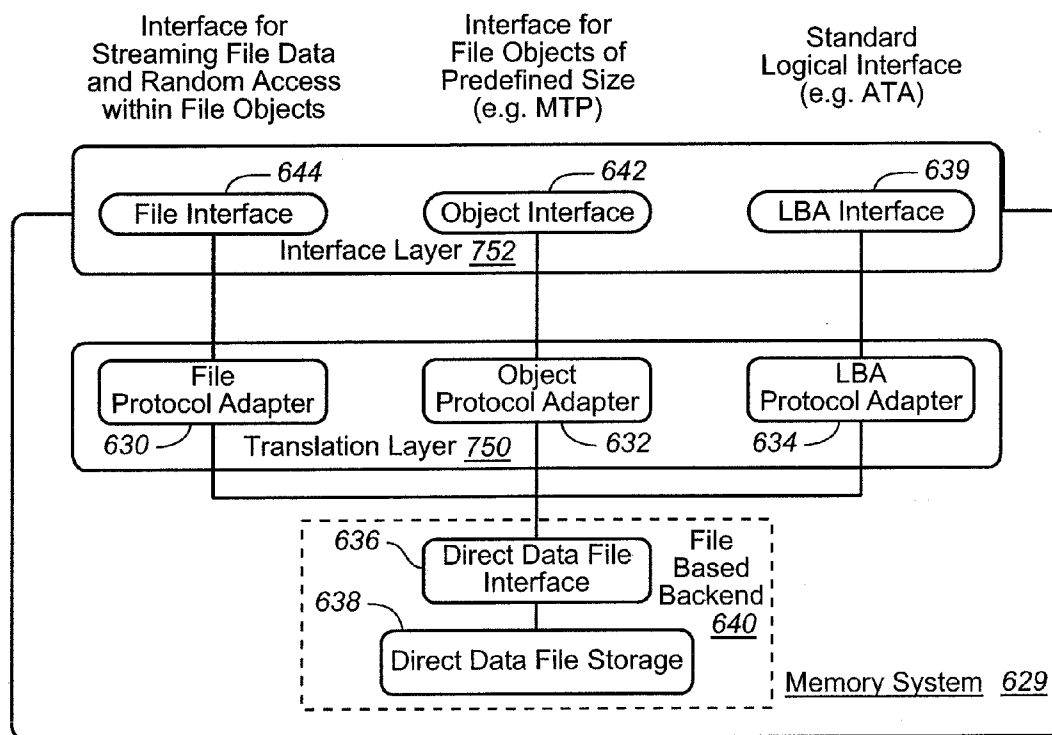 Interface for
Streaming File Data
and Random Access
within File Objects
Interface for
File Objects of
Predefined Size
(e.g. MTP)
Standard
Logical Interface
(e.g. ATA)
644
642
639
File Interface
Object Interface
LBA Interface
Interface Layer 752
File
Protocol Adapter
Object
Protocol Adapter
LBA
Protocol Adapter
630
Translation Layer 750
632
634
636
Direct Data File
Interface
File
Based
Backend
640
638
Direct Data File Storage
Memory System 629